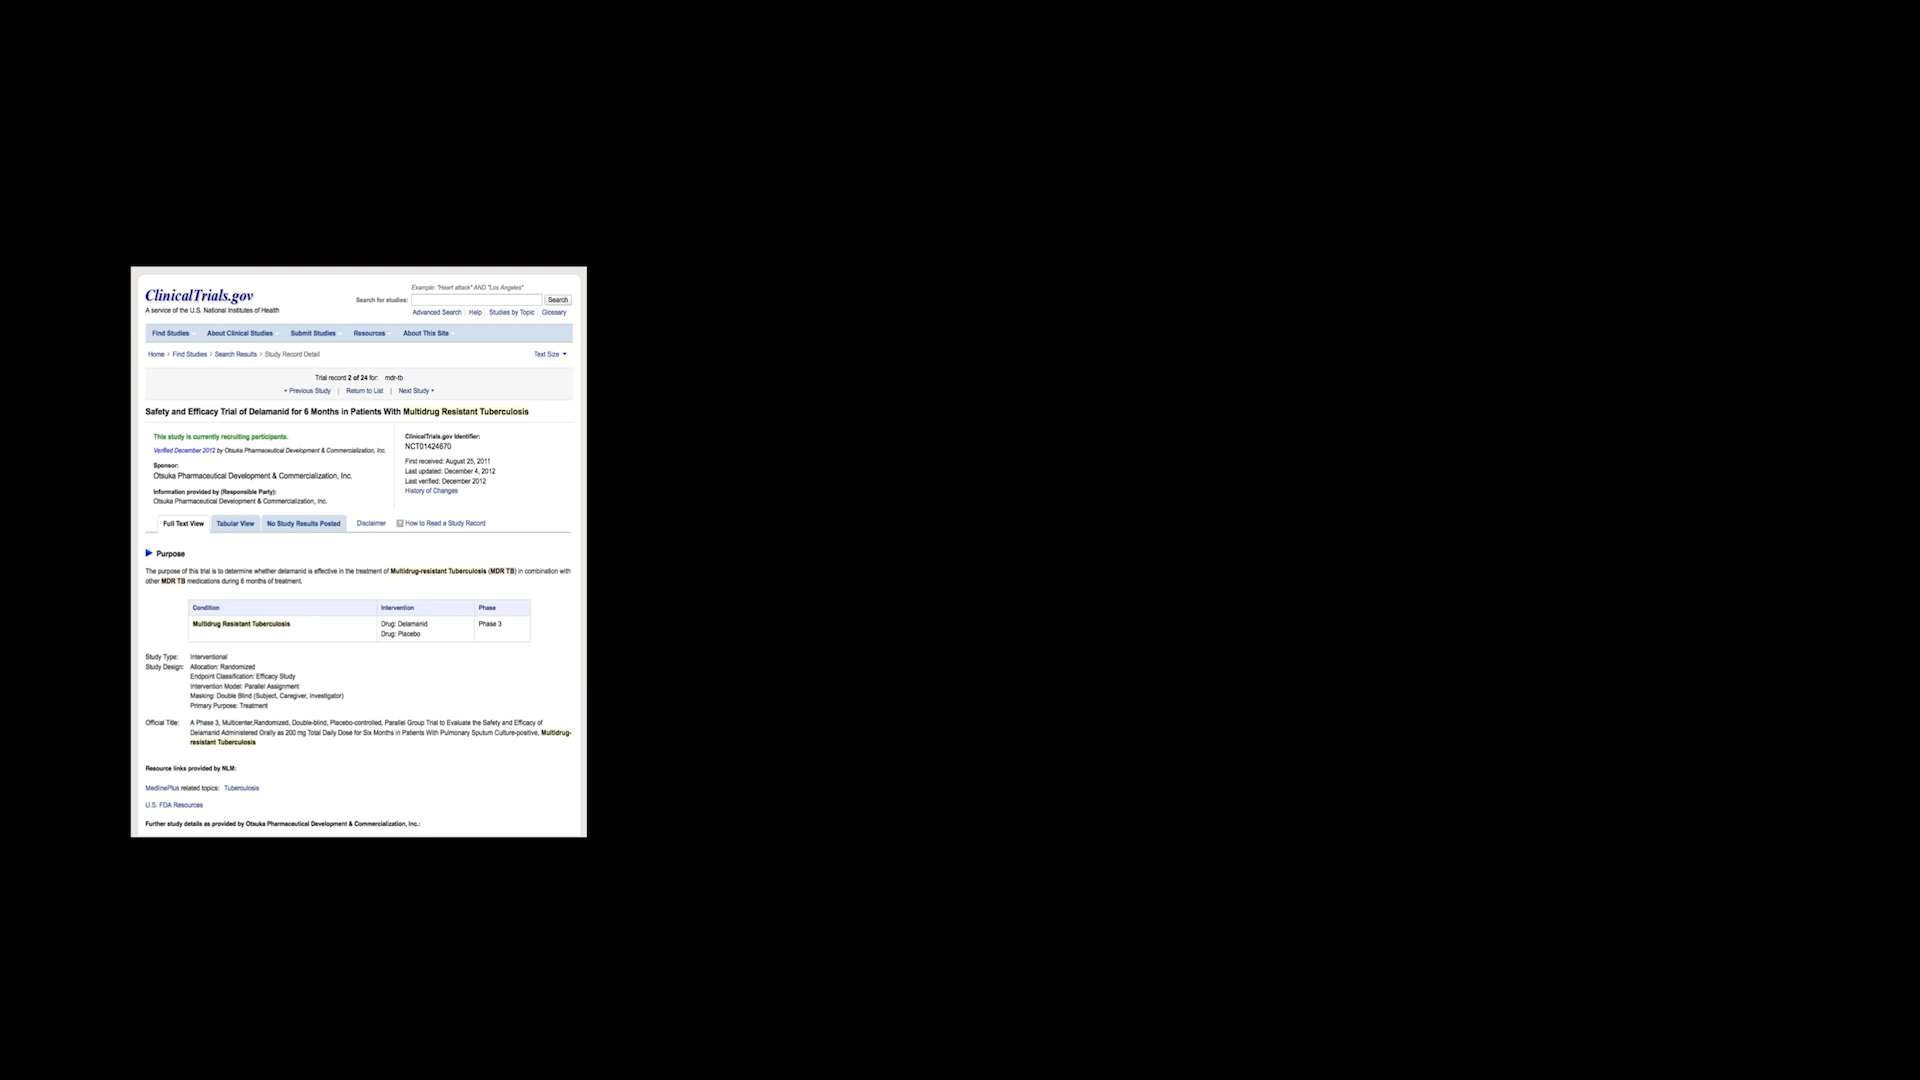 ClinicalTrials.gov
A service of the U.S. National Institutes of Health
Example: "Heart attack" AND "Los Angeles"
Search for studies: Search
Advanced Search Help Studies by Topic Glossary
Find Studies About Clinical Studies Submit Studies Resources About This Site
Home > Find Studies > Search Results > Study Record Detail Text Size
Trial record 2 of 24 for: mdr-tb
Previous Study | Return to List | Next Study
Safety and Efficacy Trial of Delamanid for 6 Months in Patients With Multidrug Resistant Tuberculosis
This study is currently recruiting participants.
Verified December 2012 by Otsuka Pharmaceutical Development & Commercialization, Inc.
Sponsor:
Otsuka Pharmaceutical Development & Commercialization, Inc.
Information provided by (Responsible Party):
Otsuka Pharmaceutical Development & Commercialization, Inc.
ClinicalTrials.gov Identifier:
NCT01424670
First received: August 25, 2011
Last updated: December 4, 2012
Last verified: December 2012
History of Changes
Full Text View Tabular View No Study Results Posted Disclaimer ? How to Read a Study Record
Purpose
The purpose of this trial is to determine whether delamanid is effective in the treatment of Multidrug-resistant Tuberculosis (MDR TB) in combination with
other MDR TB medications during 6 months of treatment.
Condition Intervention Phase
Multidrug Resistant Tuberculosis Drug: Delamanid Phase 3
Drug: Placebo
Study Type: Interventional
Study Design: Allocation: Randomized
Endpoint Classification: Efficacy Study
Intervention Model: Parallel Assignment
Masking: Double Blind (Subject, Caregiver, Investigator)
Primary Purpose: Treatment
Official Title: A Phase 3, Multicenter,Randomized, Double-blind, Placebo-controlled, Parallel Group Trial to Evaluate the Safety and Efficacy of
Delamanid Administered Orally as 200 mg Total Daily Dose for Six Months in Patients With Pulmonary Sputum Culture-positive, Multidrug-
resistant Tuberculosis
Resource links provided by NLM:
MedlinePlus related topics: Tuberculosis
U.S. FDA Resources
Further study details as provided by Otsuka Pharmaceutical Development & Commercialization, Inc.: